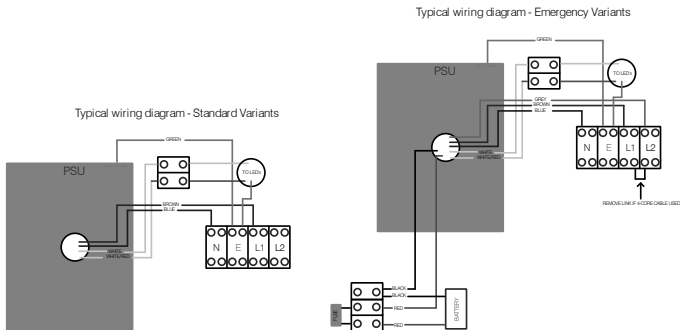 Typical wiring diagram - Emergency Variants
GREEN
PSU
TO LEDs
GREY
BROWN
BLUE
N
E
L1
L2
WHITE
WHITE/RED
REMOVE LINK IF 4-CORE CABLE USED
BLACK
BLACK
RED
RED
FUSE
BATTERY
Typical wiring diagram - Standard Variants
GREEN
PSU
TO LEDs
BROWN
BLUE
N
E
L1
L2
WHITE
WHITE/RED